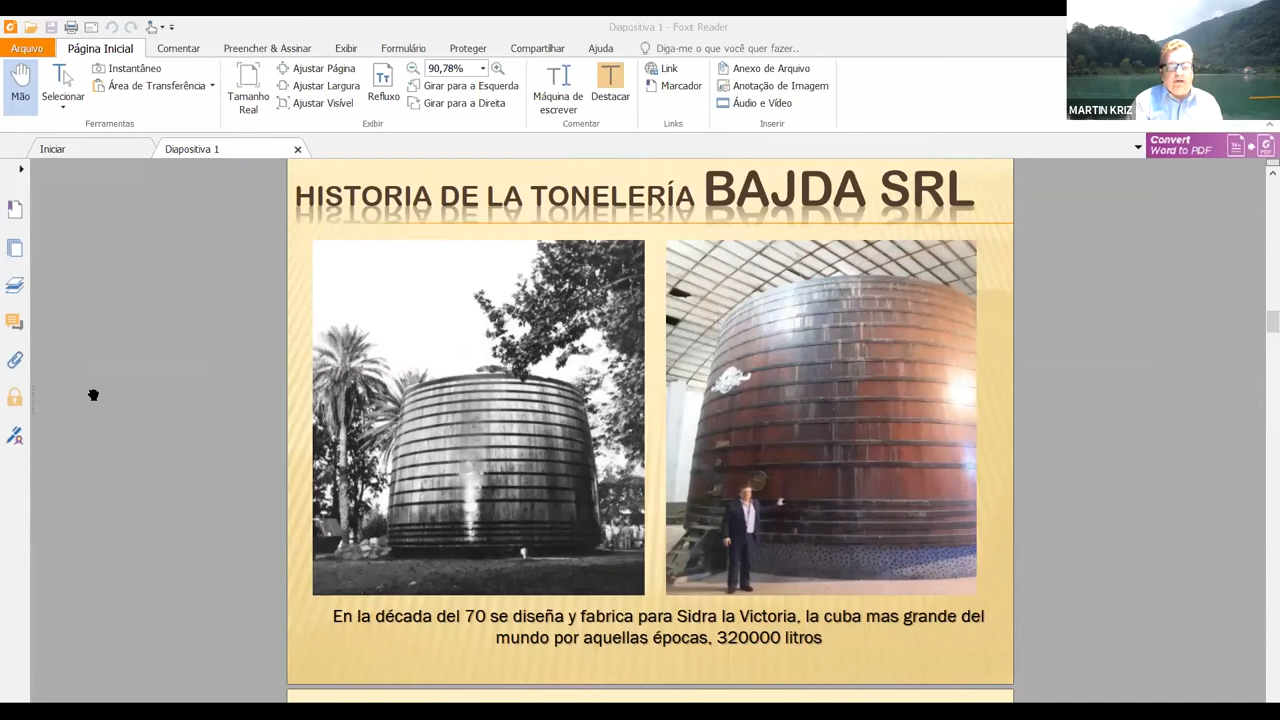 Diapositiva 1 - Foxit Reader
Arquivo Página Inicial Comentar Preencher & Assinar Exibir Formulário Proteger Compartilhar Ajuda Diga-me o que você quer fazer..
Mão
Selecionar
Instantâneo
Área de Transferência
Ferramentas
Tamanho
Real
Ajustar Página
Ajustar Largura
Ajustar Visível
Refluxo
90,78%
Girar para a Esquerda
Girar para a Direita
Exibir
Máquina de
escrever
Destacar
Comentar
Link
Marcador
Links
Anexo de Arquivo
Anotação de Imagem
Áudio e Vídeo
Inserir
MARTIN KRIZ
Iniciar
Diapositiva 1
Convert
Word to PDF
HISTORIA DE LA TONELERÍA BAJDA SRL
En la década del 70 se diseña y fabrica para Sidra la Victoria, la cuba mas grande del
mundo por aquellas épocas, 320000 litros